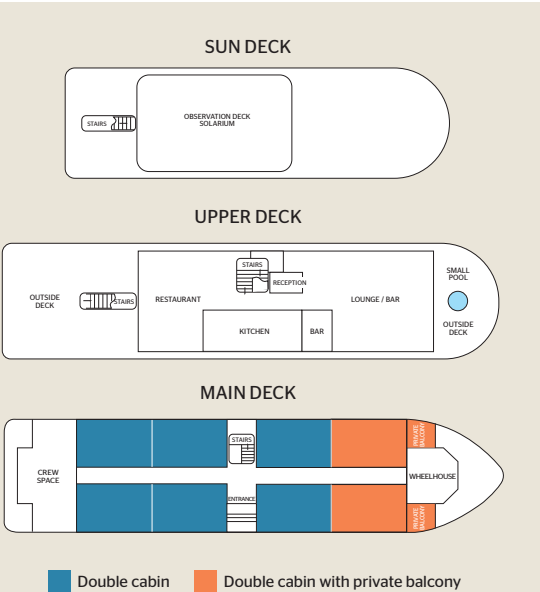 SUN DECK
STAIRS
OBSERVATION DECK
SOLARIUM
UPPER DECK
OUTSIDE
DECK
STAIRS
RESTAURANT
STAIRS
RECEPTION
KITCHEN
BAR
LOUNGE / BAR
SMALL
POOL
OUTSIDE
DECK
MAIN DECK
CREW
SPACE
STAIRS
ENTRANCE
PRIVATE
BALCONY
WHEELHOUSE
PRIVATE
BALCONY
Double cabin
Double cabin with private balcony